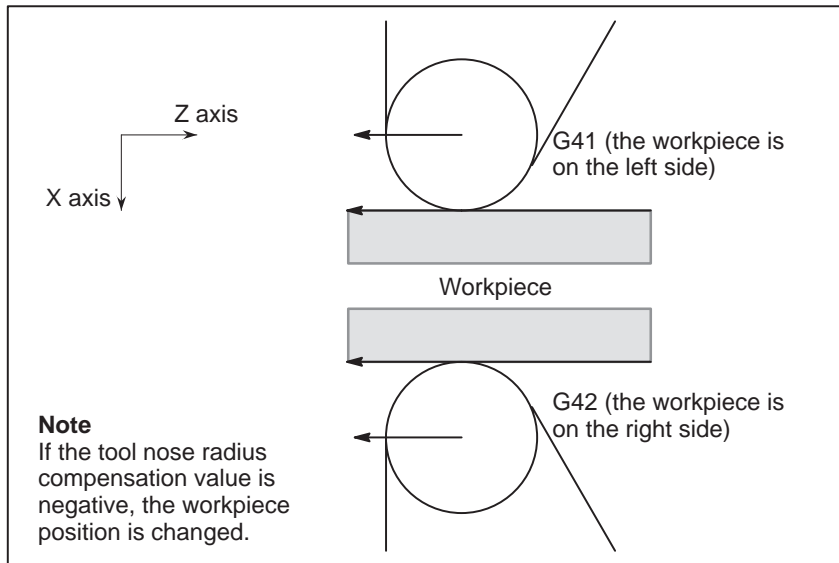 Z axis
X axis
G41 (the workpiece is
on the left side)
Workpiece
G42 (the workpiece is
on the right side)
Note
If the tool nose radius
compensation value is
negative, the workpiece
position is changed.